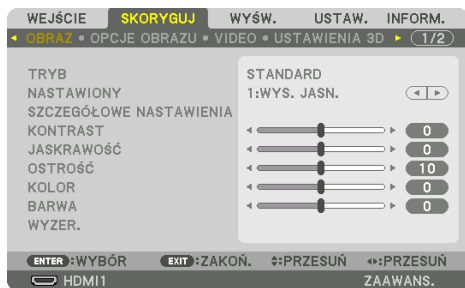 WEJŚCIE SKORYGUJ WYŚW. USTAW. INFORM.
OBRAZ • OPCJE OBRAZU • VIDEO • USTAWIENIA 3D 1/2
TRYB STANDARD
NASTAWIONY 1:WYS. JASN.
SZCZEGÓŁOWE NASTAWIENIA
KONTRAST 0
JASKRAWOŚĆ 0
OSTROŚĆ 10
KOLOR 0
BARWA 0
WYZER.
ENTER :WYBÓR EXIT :ZAKOŃ. :PRZESUŃ :PRZESUŃ
HDMI1 ZAAWANS.